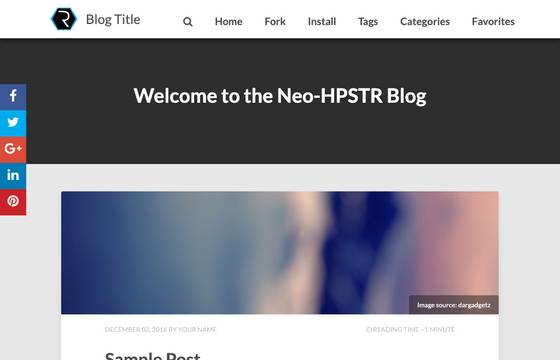 Blog Title
Home Fork Install Tags Categories Favorites
Welcome to the Neo-HPSTR Blog
Image source: dargadgetz
DECEMBER 02, 2016 BY YOUR NAME
READING TIME ~1 MINUTE
Sample Post